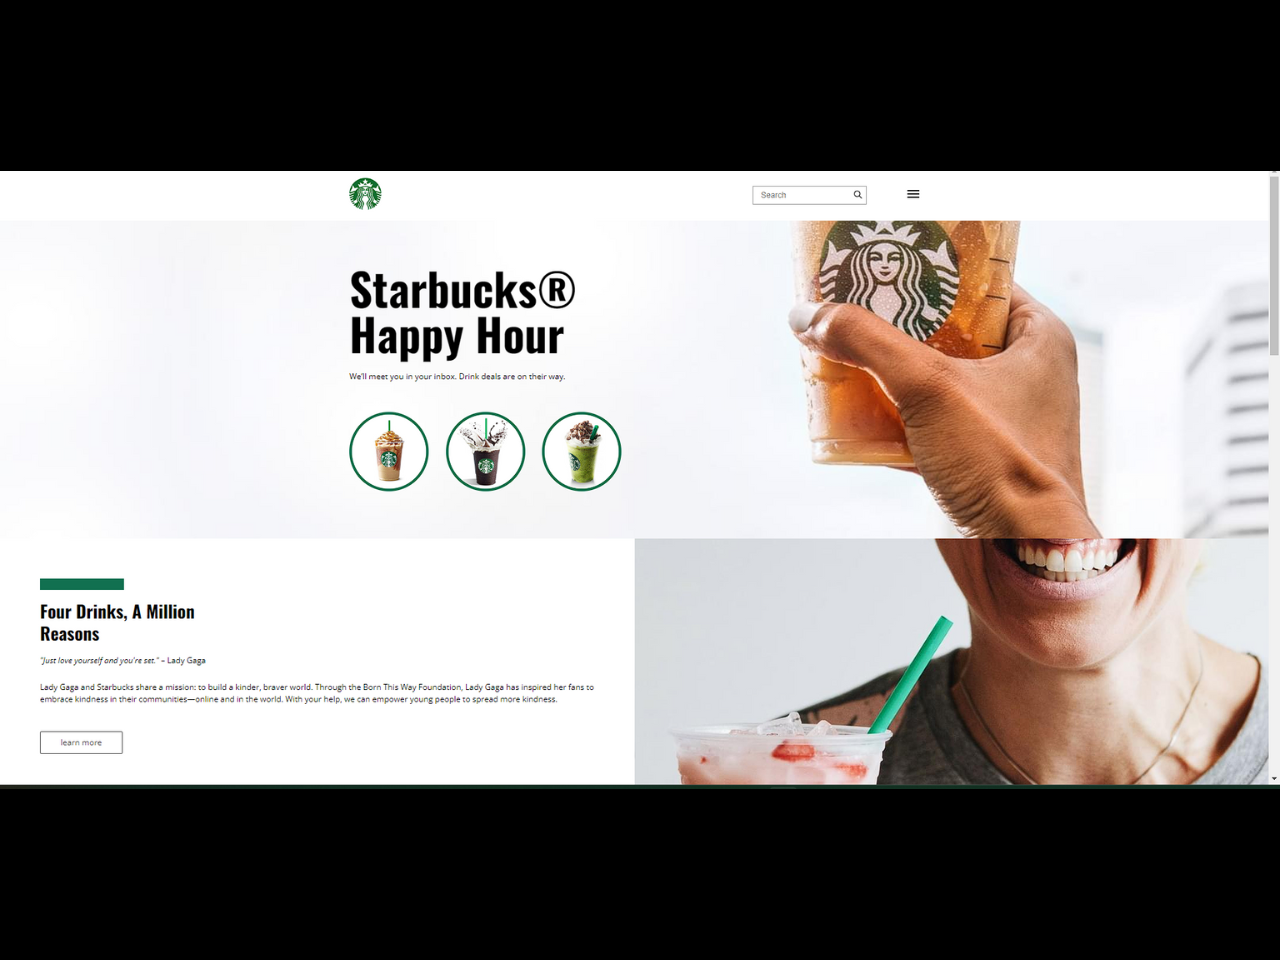 Search
Starbucks®
Happy Hour
We'll meet you in your inbox. Drink deals are on their way.
Four Drinks, A Million
Reasons
"Just love yourself and you're set." – Lady Gaga
Lady Gaga and Starbucks share a mission: to build a kinder, braver world. Through the Born This Way Foundation, Lady Gaga has inspired her fans to
embrace kindness in their communities—online and in the world. With your help, we can empower young people to spread more kindness.
learn more